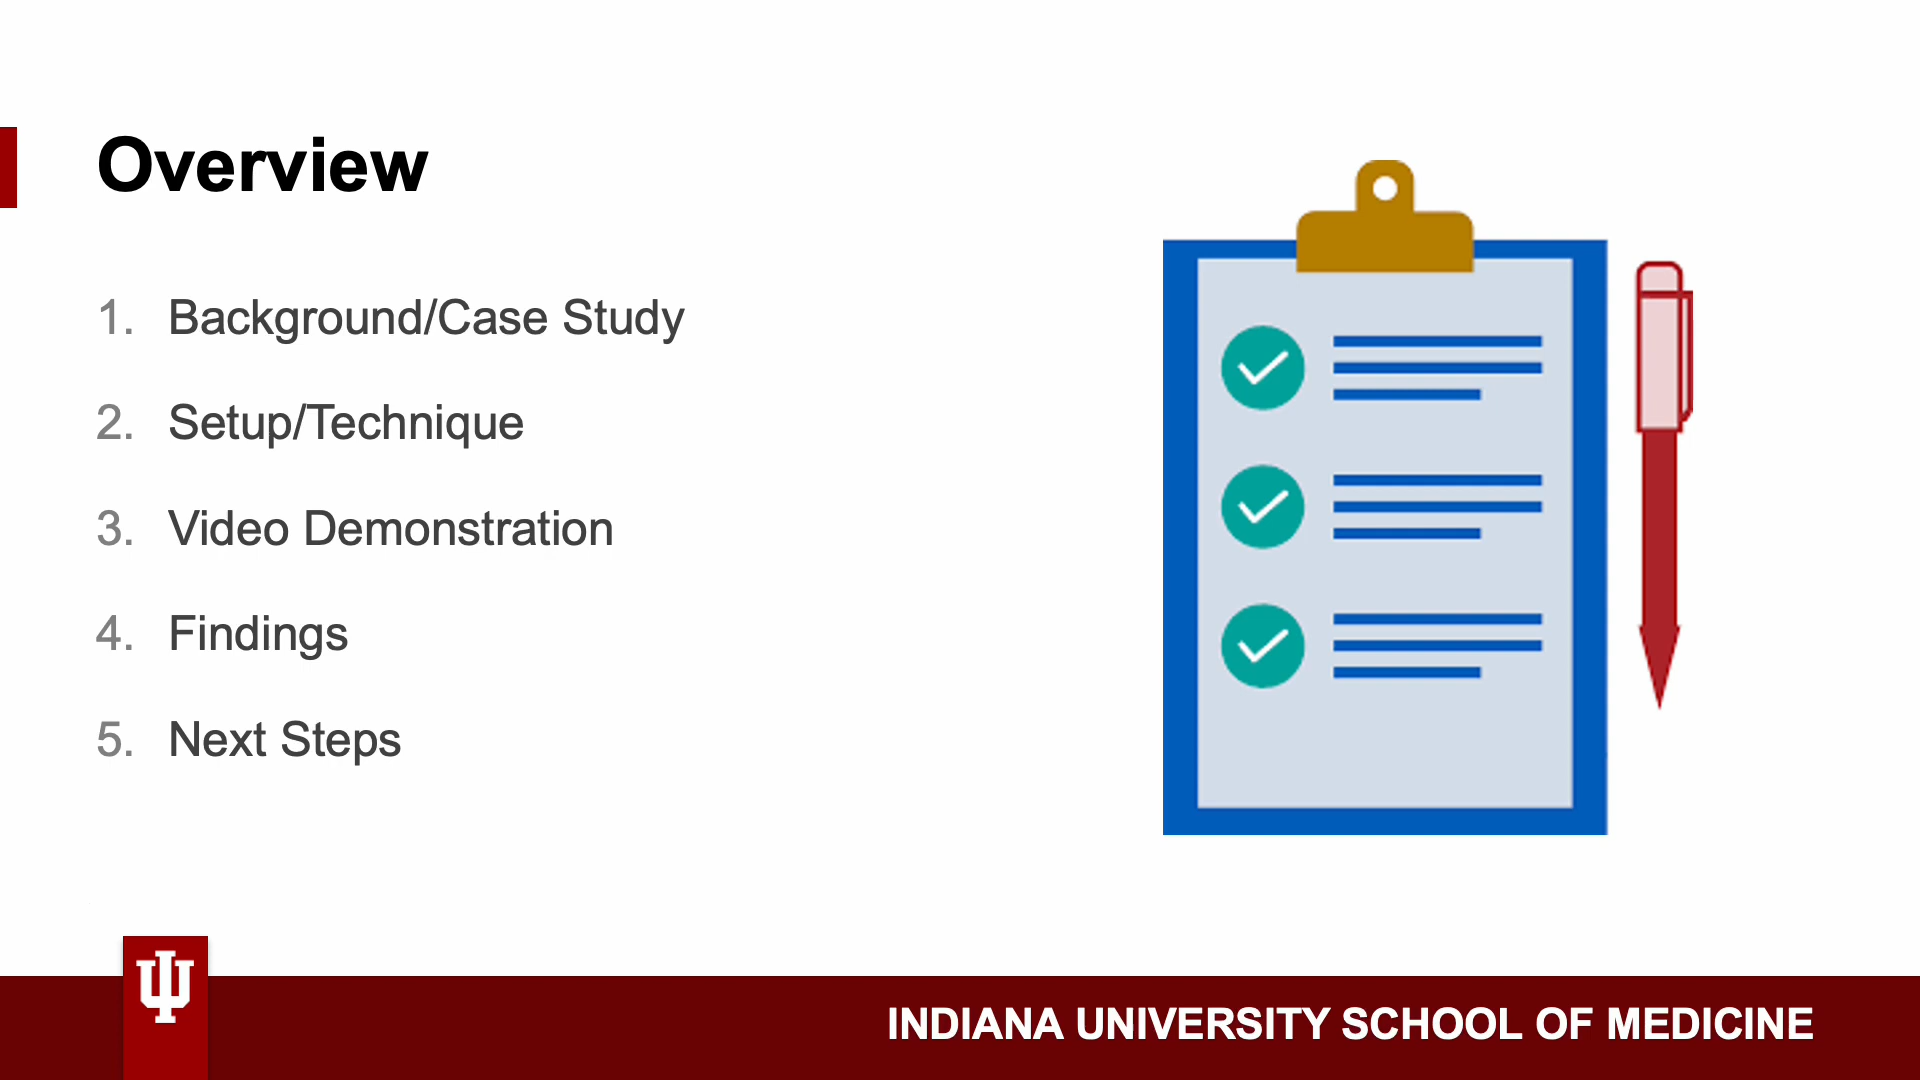 Overview
1. Background/Case Study
2. Setup/Technique
3. Video Demonstration
4. Findings
5. Next Steps
INDIANA UNIVERSITY SCHOOL OF MEDICINE